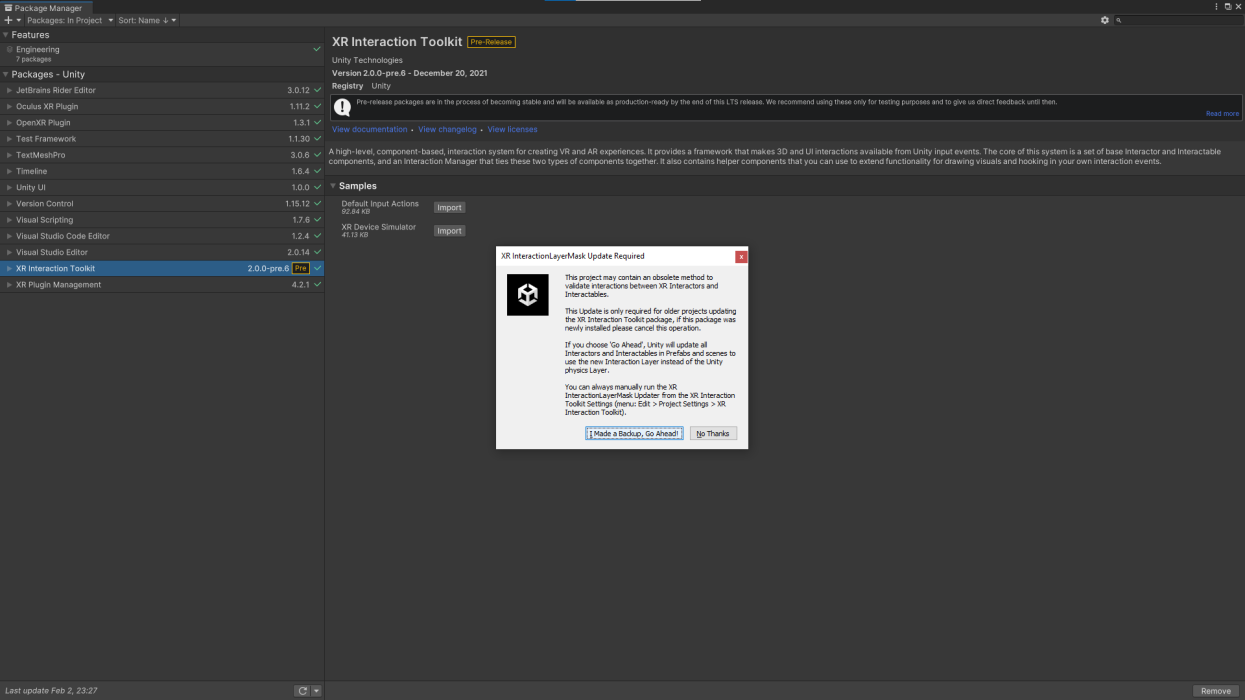 Package Manager
Packages: In Project
Sort: Name ↓
Features
Engineering
7 packages
Packages - Unity
JetBrains Rider Editor 3.0.12
Oculus XR Plugin 1.11.2
OpenXR Plugin 1.3.1
Test Framework 1.1.30
TextMeshPro 3.0.6
Timeline 1.6.4
Unity UI 1.0.0
Version Control 1.15.12
Visual Scripting 1.7.6
Visual Studio Code Editor 1.2.4
Visual Studio Editor 2.0.14
XR Interaction Toolkit 2.0.0-pre.6 Pre
XR Plugin Management 4.2.1
Last update Feb 2, 23:27
XR Interaction Toolkit Pre-Release
Unity Technologies
Version 2.0.0-pre.6 - December 20, 2021
Registry Unity
Pre-release packages are in the process of becoming stable and will be available as production-ready by the end of this LTS release. We recommend using these only for testing purposes and to give us direct feedback until then.
Read more
View documentation • View changelog • View licenses
A high-level, component-based, interaction system for creating VR and AR experiences. It provides a framework that makes 3D and UI interactions available from Unity input events. The core of this system is a set of base Interactor and Interactable
components, and an Interaction Manager that ties these two types of components together. It also contains helper components that you can use to extend functionality for drawing visuals and hooking in your own interaction events.
Samples
Default Input Actions Import
92.84 KB
XR Device Simulator Import
41.13 KB
XR InteractionLayerMask Update Required
x
This project may contain an obsolete method to
validate interactions between XR Interactors and
Interactables.
This Update is only required for older projects updating
the XR Interaction Toolkit package, if this package was
newly installed please cancel this operation.
If you choose 'Go Ahead', Unity will update all
Interactors and Interactables in Prefabs and scenes to
use the new Interaction Layer instead of the Unity
physics Layer.
You can always manually run the XR
InteractionLayerMask Updater from the XR Interaction
Toolkit Settings (menu: Edit > Project Settings > XR
Interaction Toolkit).
I Made a Backup, Go Ahead!
No Thanks
Remove